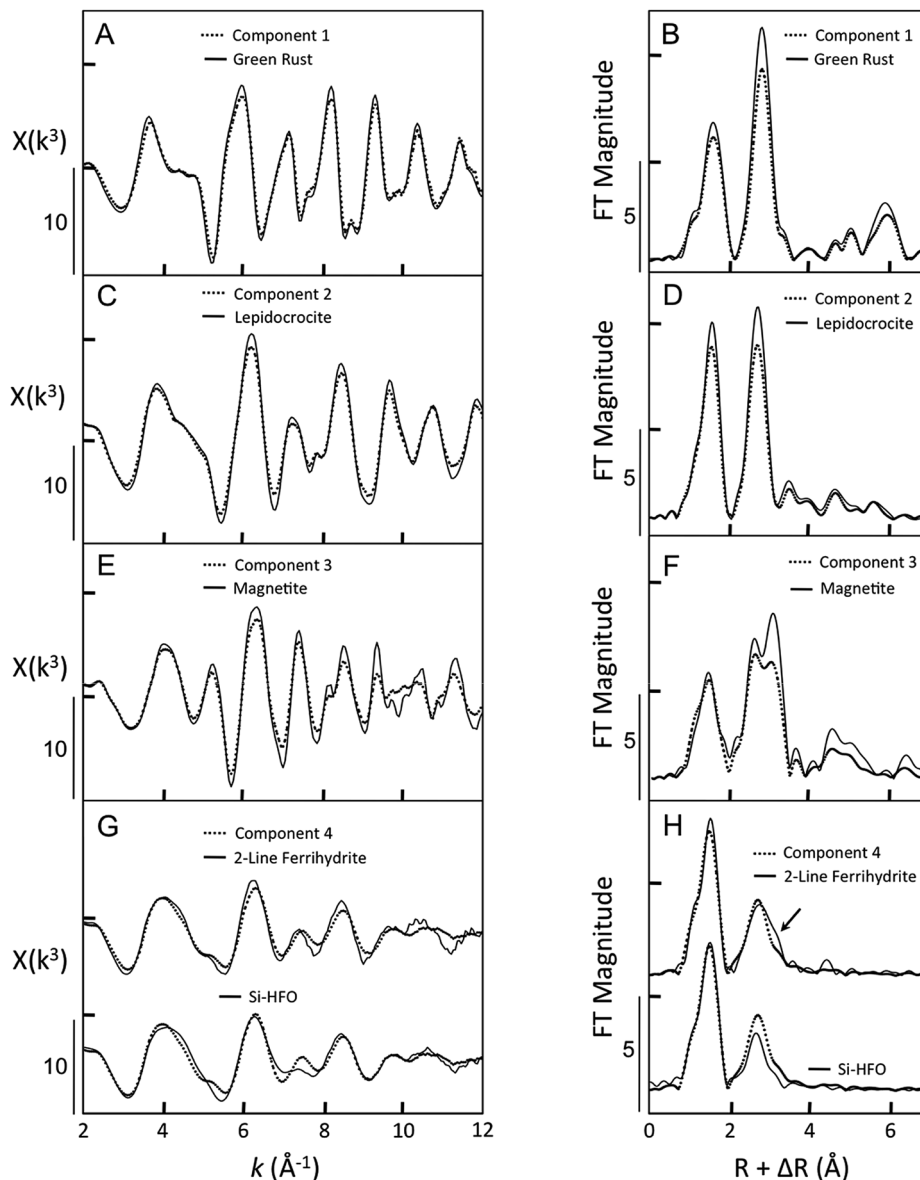 A
Component 1
Green Rust
X(k³)
10
B
Component 1
Green Rust
FT Magnitude
5
C
Component 2
Lepidocrocite
X(k³)
10
D
Component 2
Lepidocrocite
FT Magnitude
5
E
Component 3
Magnetite
X(k³)
10
F
Component 3
Magnetite
FT Magnitude
5
G
Component 4
2-Line Ferrihydrite
X(k³)
Si-HFO
10
2 4 6 8 10 12
k (Å⁻¹)
H
Component 4
2-Line Ferrihydrite
FT Magnitude
5
Si-HFO
0 2 4 6
R + ΔR (Å)